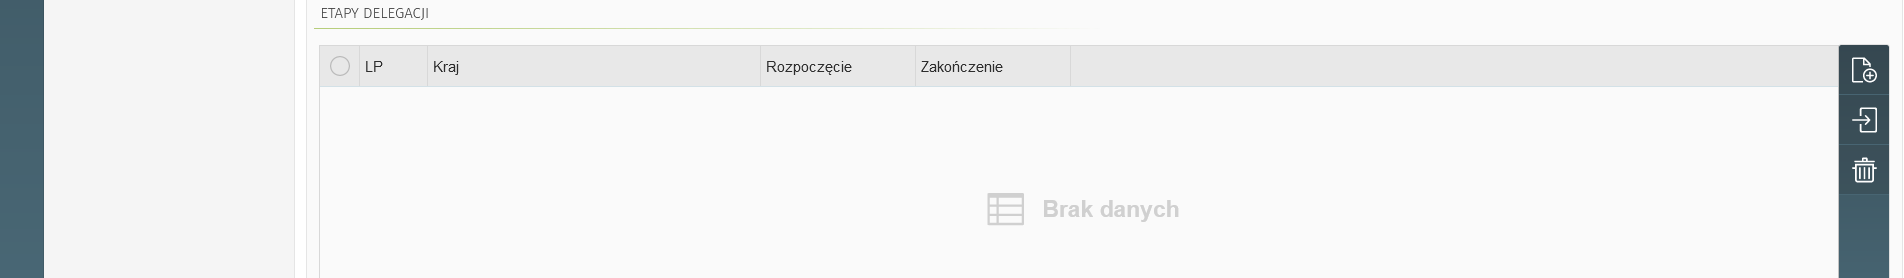 ETAPY DELEGACJI
LP Kraj Rozpoczęcie Zakończenie
Brak danych